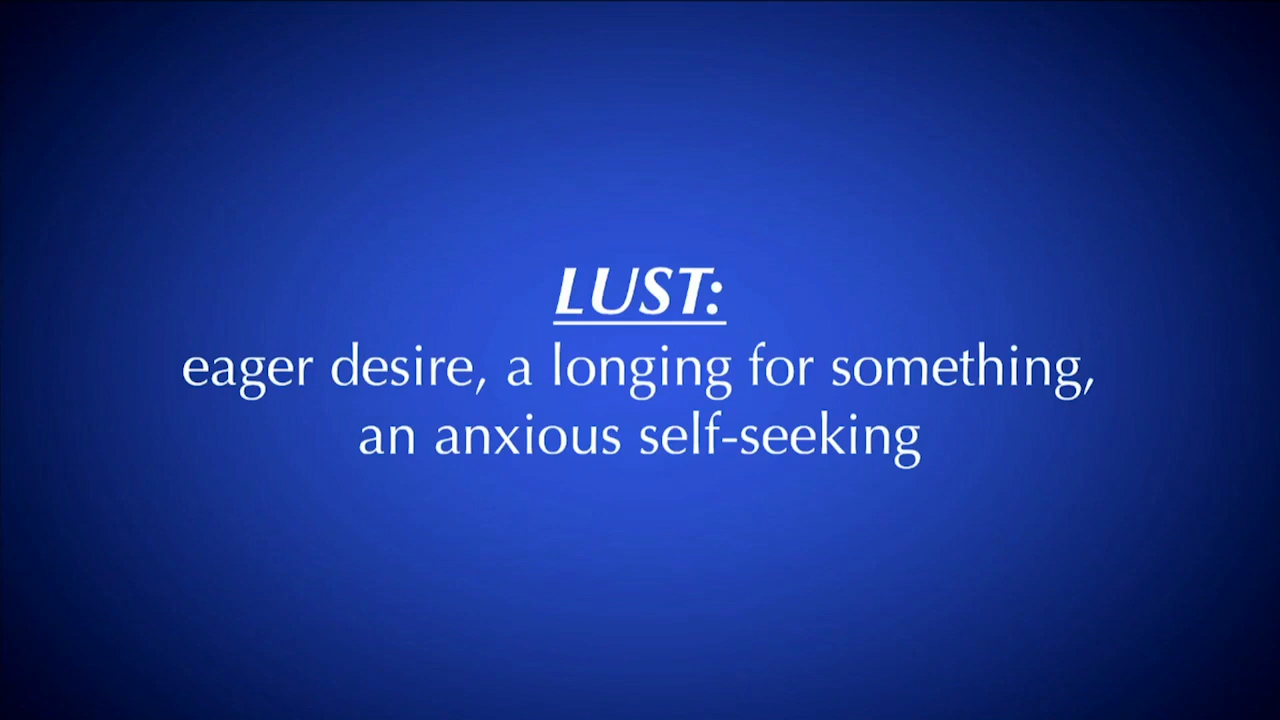 LUST:
eager desire, a longing for something,
an anxious self-seeking